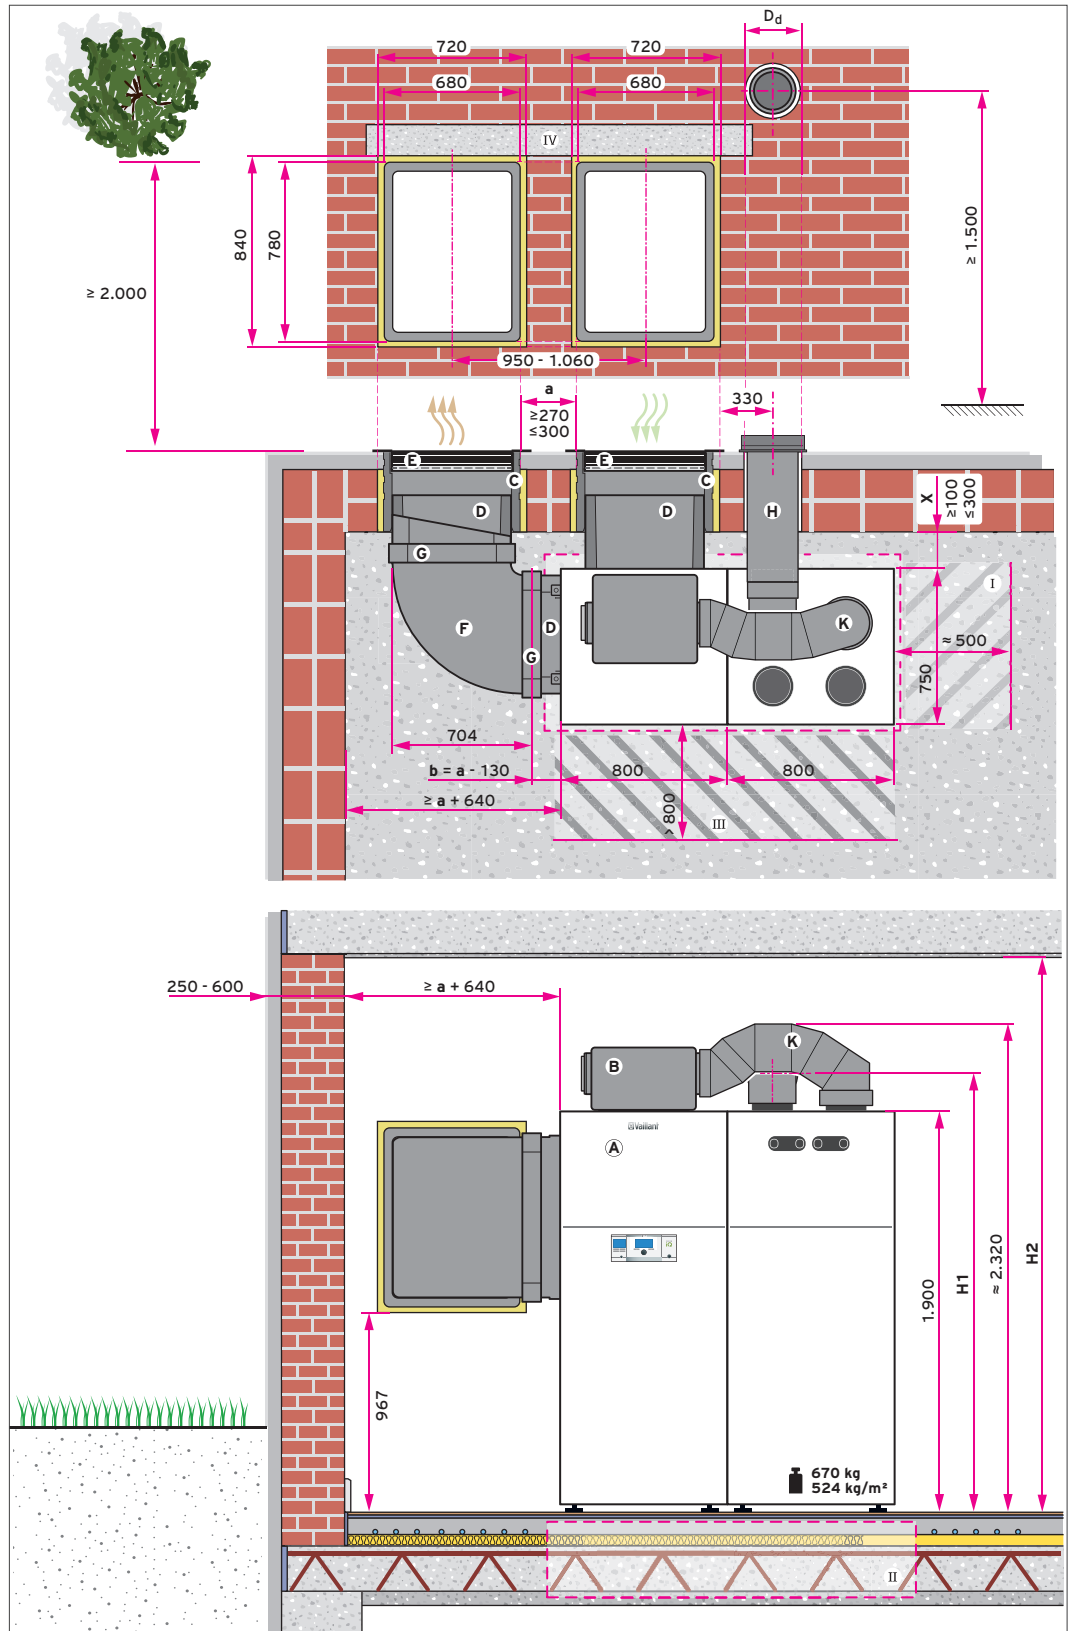 D_d
720
720
680
680
IV
840
780
≥ 2.000
≥ 1.500
950 - 1.060
a
≥270
≤300
330
E
E
C
C
D
D
H
X
≥100
≤300
G
I
F
D
G
K
≈ 500
750
704
b = a - 130
800
800
≥ a + 640
> 800
III
250 - 600
≥ a + 640
K
B
Vaillant
A
1.900
H1
≈ 2.320
H2
967
670 kg
524 kg/m²
II